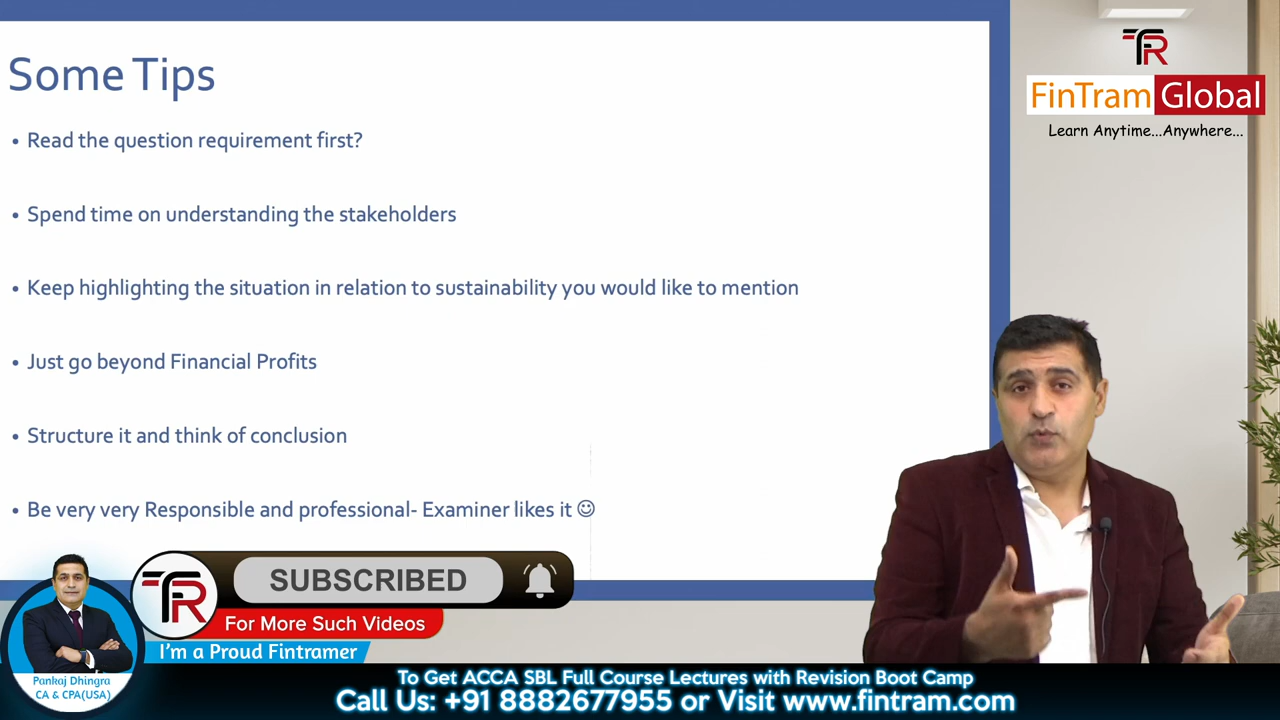 Some Tips
• Read the question requirement first?
• Spend time on understanding the stakeholders
• Keep highlighting the situation in relation to sustainability you would like to mention
• Just go beyond Financial Profits
• Structure it and think of conclusion
• Be very very Responsible and professional- Examiner likes it ☺
TR
FinTram Global
Learn Anytime...Anywhere...
TR
SUBSCRIBED
For More Such Videos
I'm a Proud Fintramer
Pankaj Dhingra
CA & CPA(USA)
To Get ACCA SBL Full Course Lectures with Revision Boot Camp
Call Us: +91 8882677955 or Visit www.fintram.com